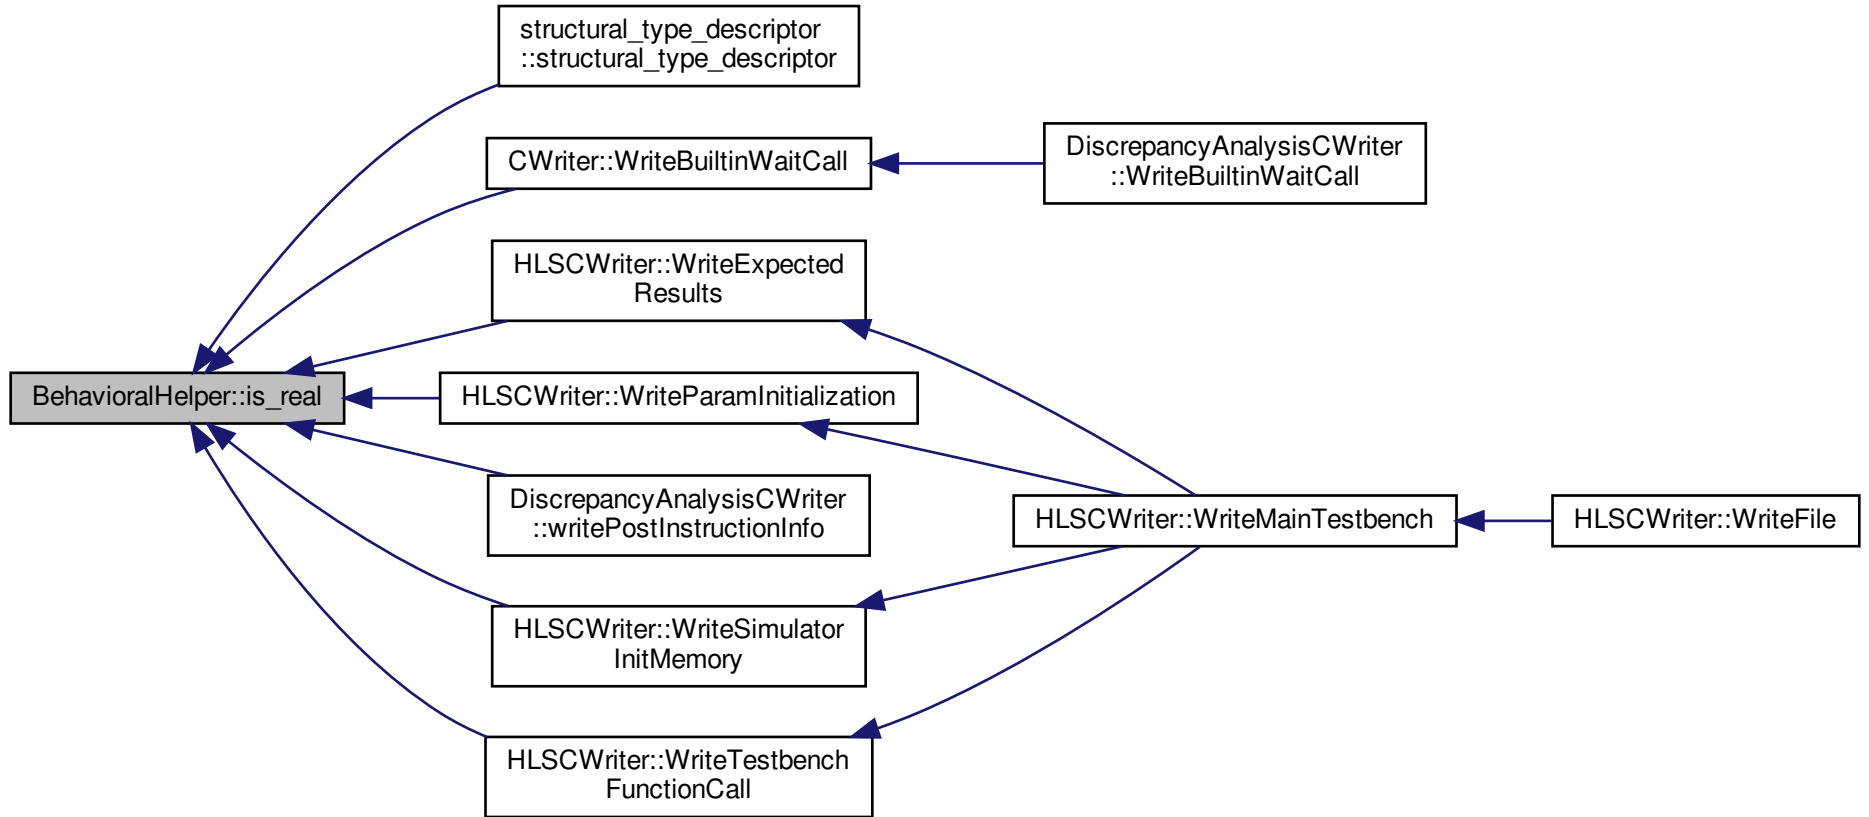 structural_type_descriptor
::structural_type_descriptor
CWriter::WriteBuiltinWaitCall
DiscrepancyAnalysisCWriter
::WriteBuiltinWaitCall
HLSCWriter::WriteExpected
Results
BehavioralHelper::is_real
HLSCWriter::WriteParamInitialization
DiscrepancyAnalysisCWriter
::writePostInstructionInfo
HLSCWriter::WriteMainTestbench
HLSCWriter::WriteFile
HLSCWriter::WriteSimulator
InitMemory
HLSCWriter::WriteTestbench
FunctionCall